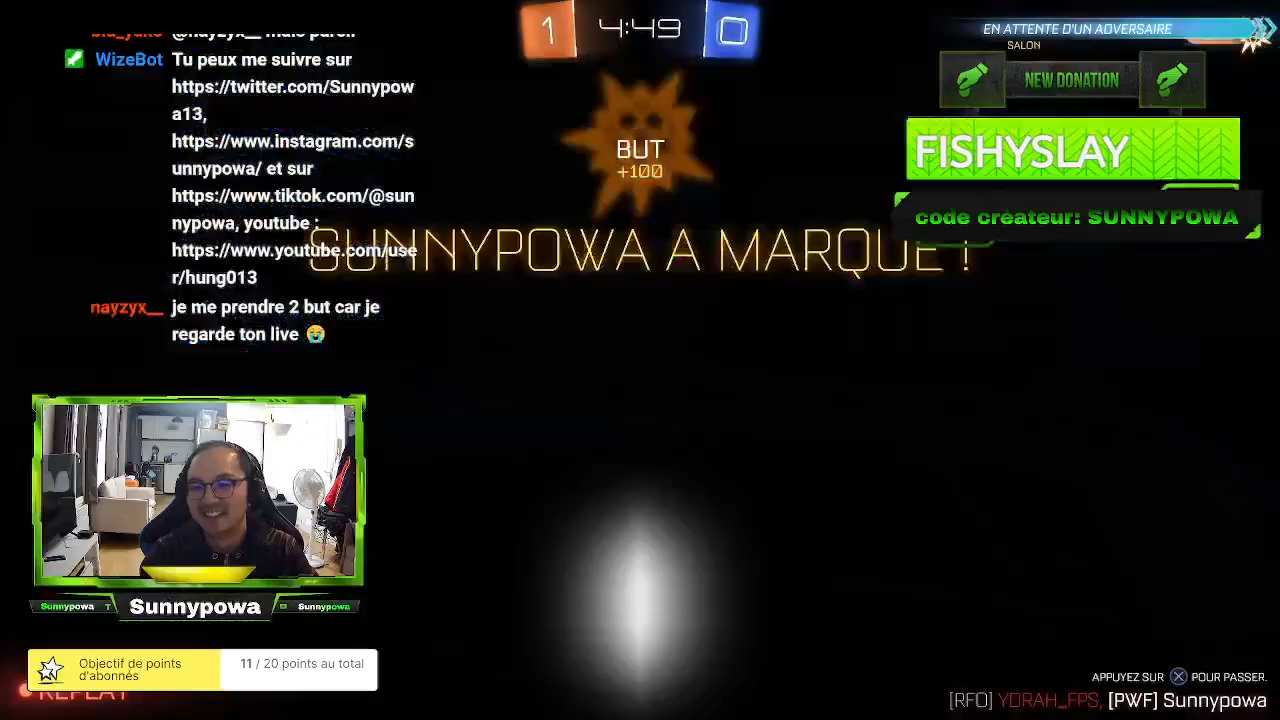 1 4:49 0
EN ATTENTE D'UN ADVERSAIRE
SALON
NEW DONATION
FISHYSLAY
code créateur: SUNNYPOWA
WizeBot Tu peux me suivre sur
https://twitter.com/Sunnypow
a13,
https://www.instagram.com/s
unnypowa/ et sur
https://www.tiktok.com/@sun
nypowa, youtube :
https://www.youtube.com/use
r/hung013
nayzyx__ je me prendre 2 but car je
regarde ton live 😭
BUT
+100
SUNNYPOWA A MARQUÉ !
Sunnypowa T Sunnypowa Sunnypowa
Objectif de points
d'abonnés
11 / 20 points au total
REPLAY
APPUYEZ SUR X POUR PASSER.
[RFO] YDRAH_FPS, [PWF] Sunnypowa